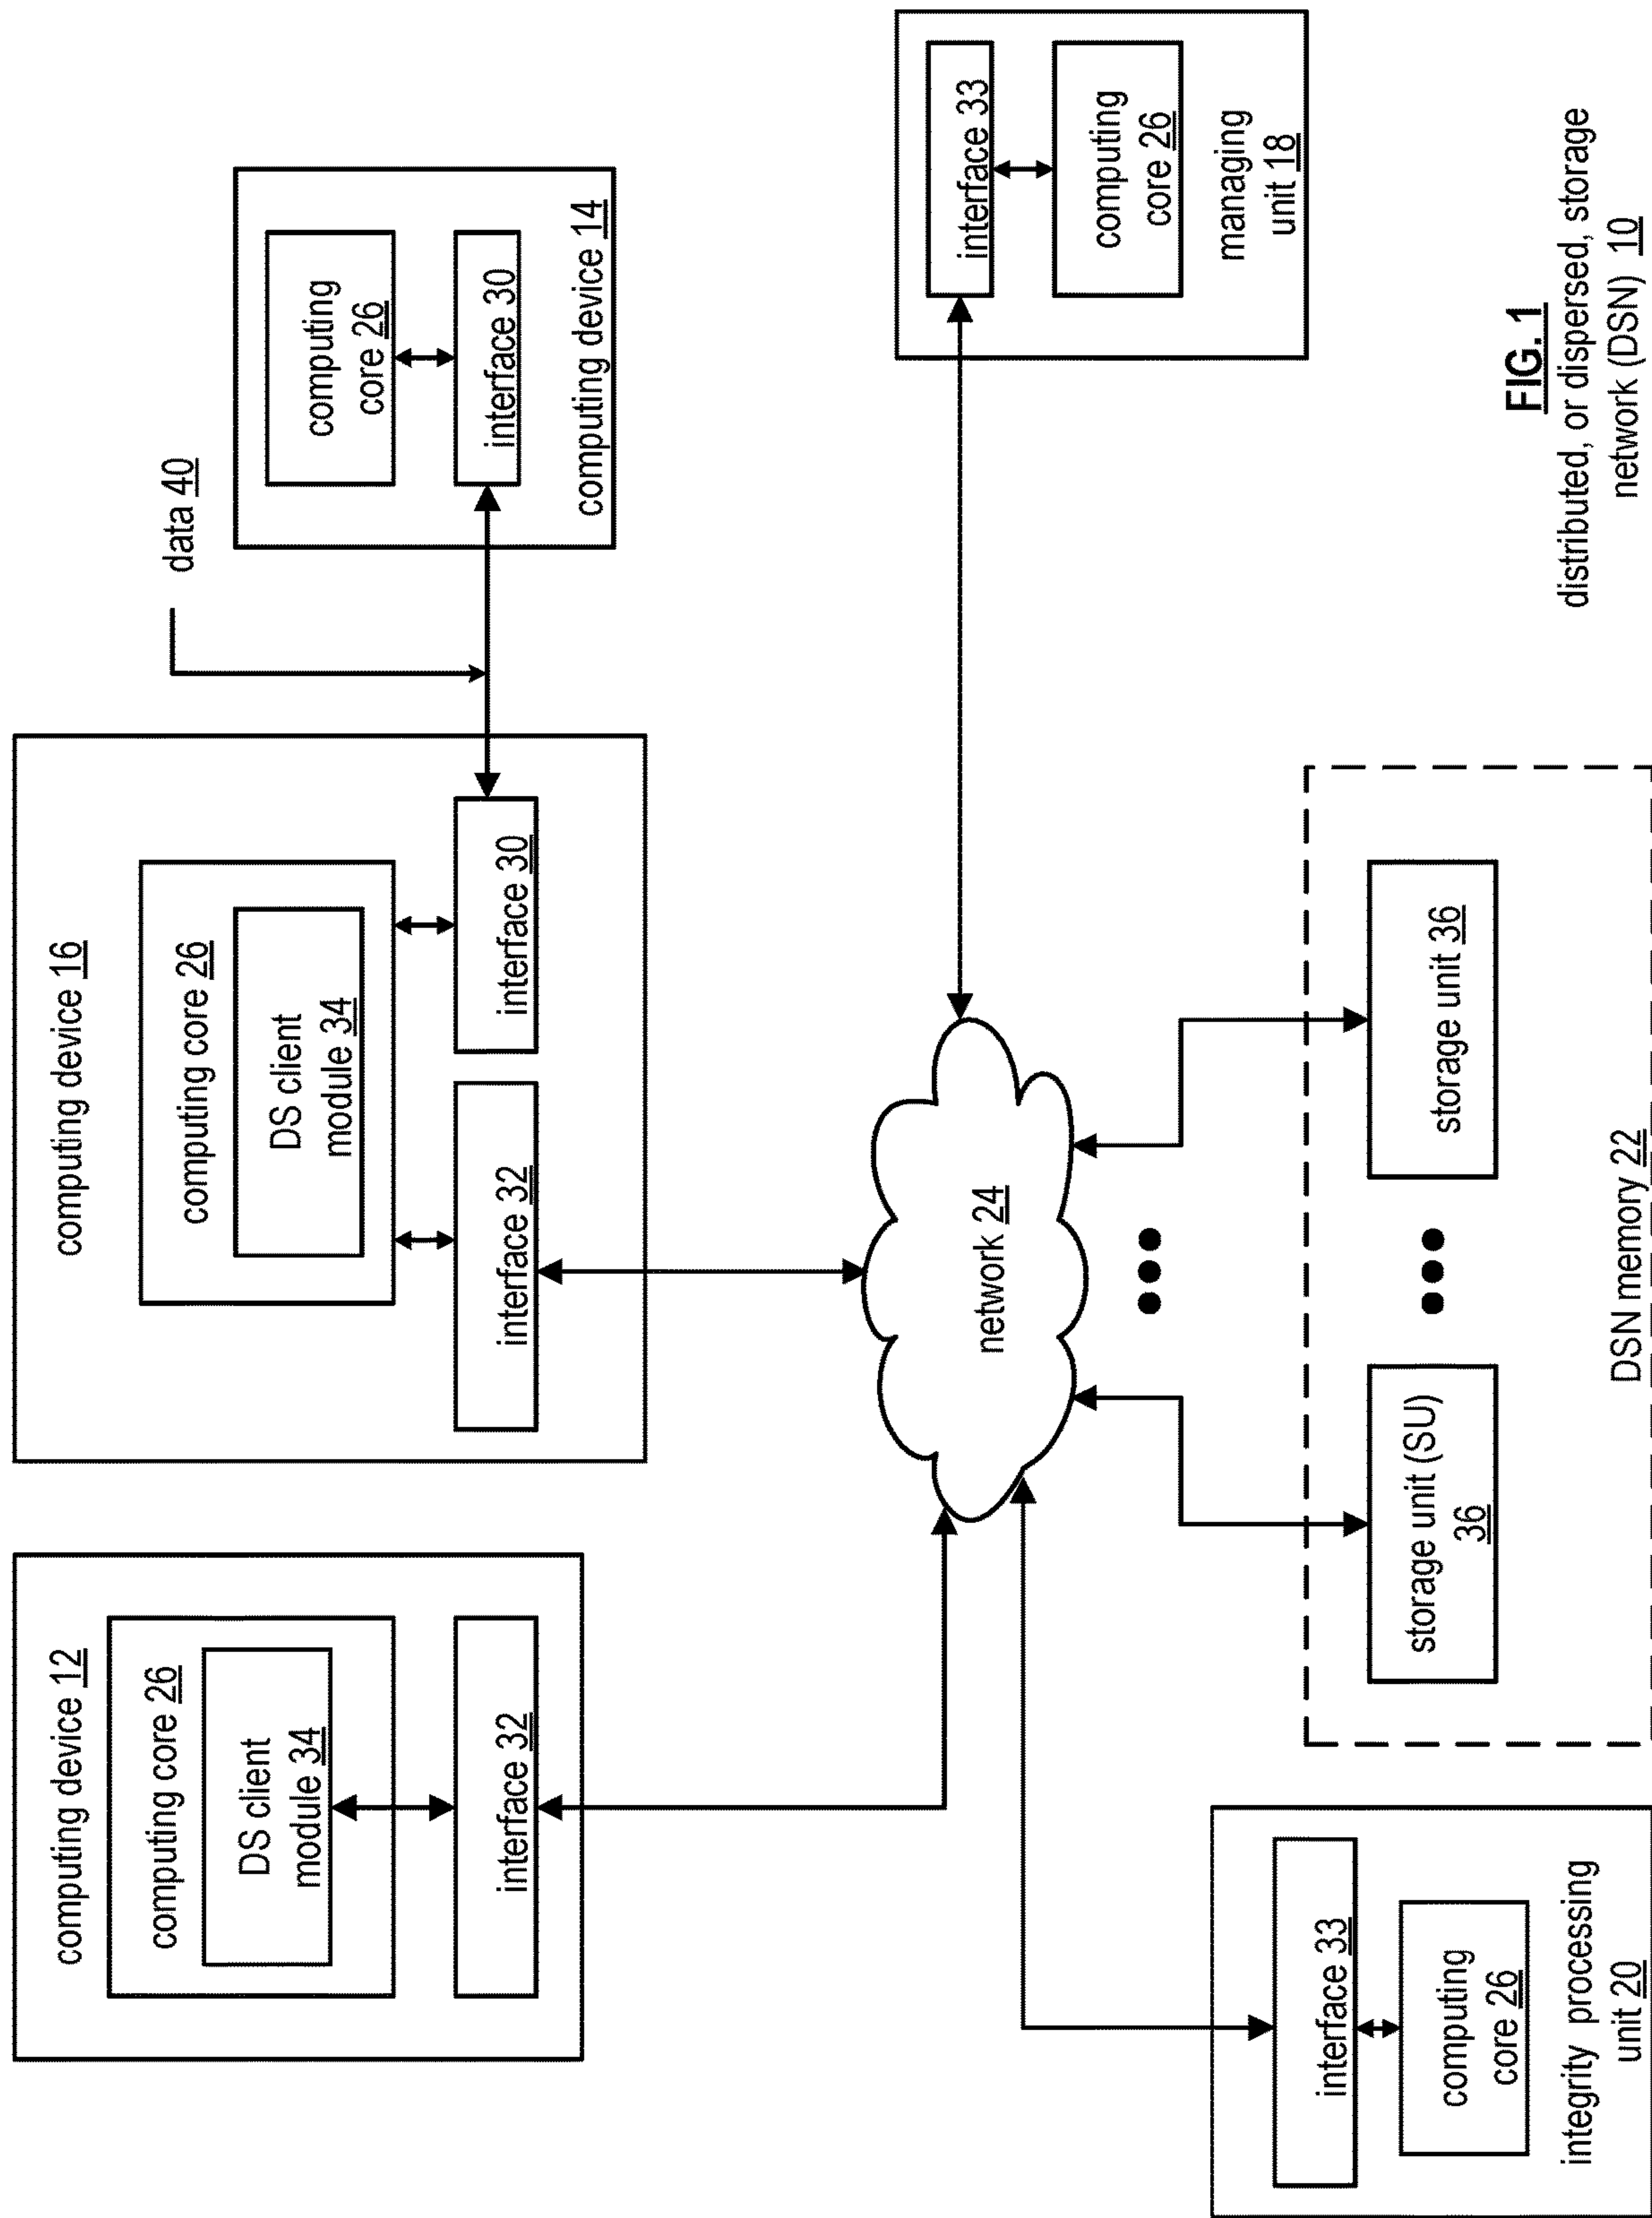 computing device 12
computing core 26
DS client
module 34
interface 32
computing device 16
computing core 26
DS client
module 34
interface 32
interface 30
data 40
computing
core 26
interface 30
computing device 14
network 24
interface 33
computing
core 26
managing
unit 18
interface 33
computing
core 26
integrity processing
unit 20
storage unit (SU)
36
storage unit 36
DSN memory 22
FIG. 1
distributed, or dispersed, storage
network (DSN) 10